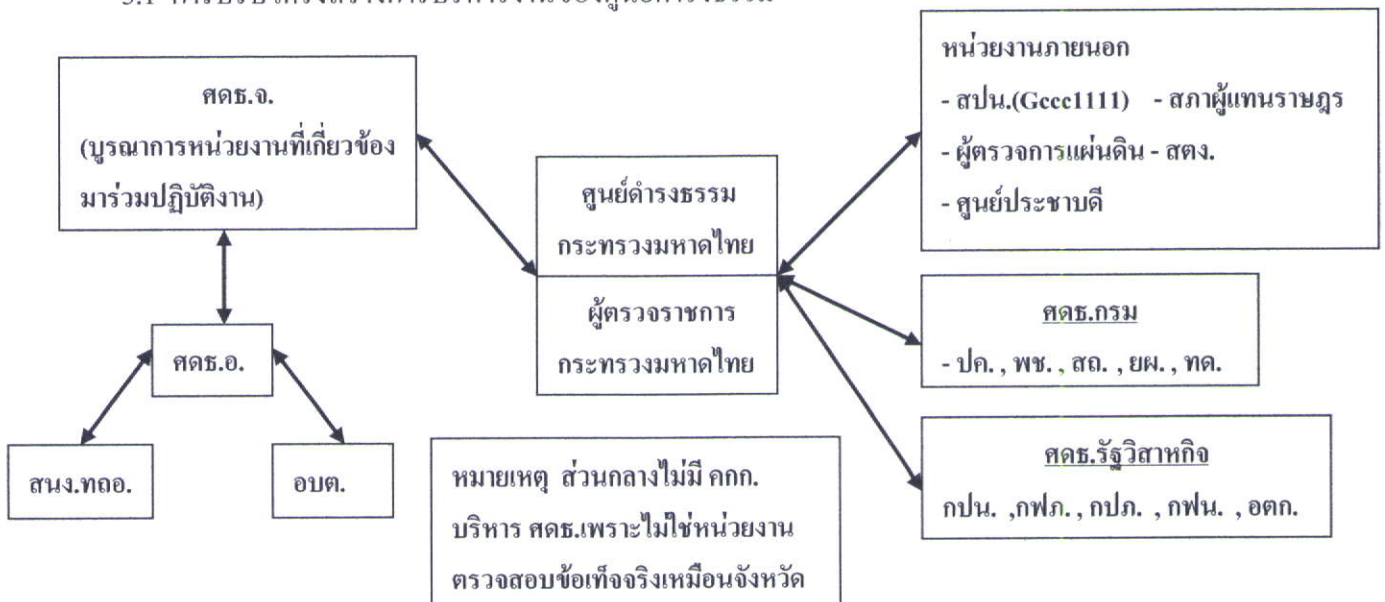 ศดธ.จ.
(บูรณาการหน่วยงานที่เกี่ยวข้อง
มาร่วมปฏิบัติงาน)
ศดธ.อ.
สนง.ทถอ.
อบต.
ศูนย์ดำรงธรรม
กระทรวงมหาดไทย
ผู้ตรวจราชการ
กระทรวงมหาดไทย
หมายเหตุ ส่วนกลางไม่มี คกก.
บริหาร ศดธ.เพราะไม่ใช่หน่วยงาน
ตรวจสอบข้อเท็จจริงเหมือนจังหวัด
หน่วยงานภายนอก
- สปน.(Gccc1111) - สภาผู้แทนราษฎร
- ผู้ตรวจการแผ่นดิน - สตง.
- ศูนย์ประชาบดี
ศดธ.กรม
- ปค. , พช. , สถ. , ยผ. , ทด.
ศดธ.รัฐวิสาหกิจ
กปน. ,กฟภ. , กปภ. , กฟน. , อตก.